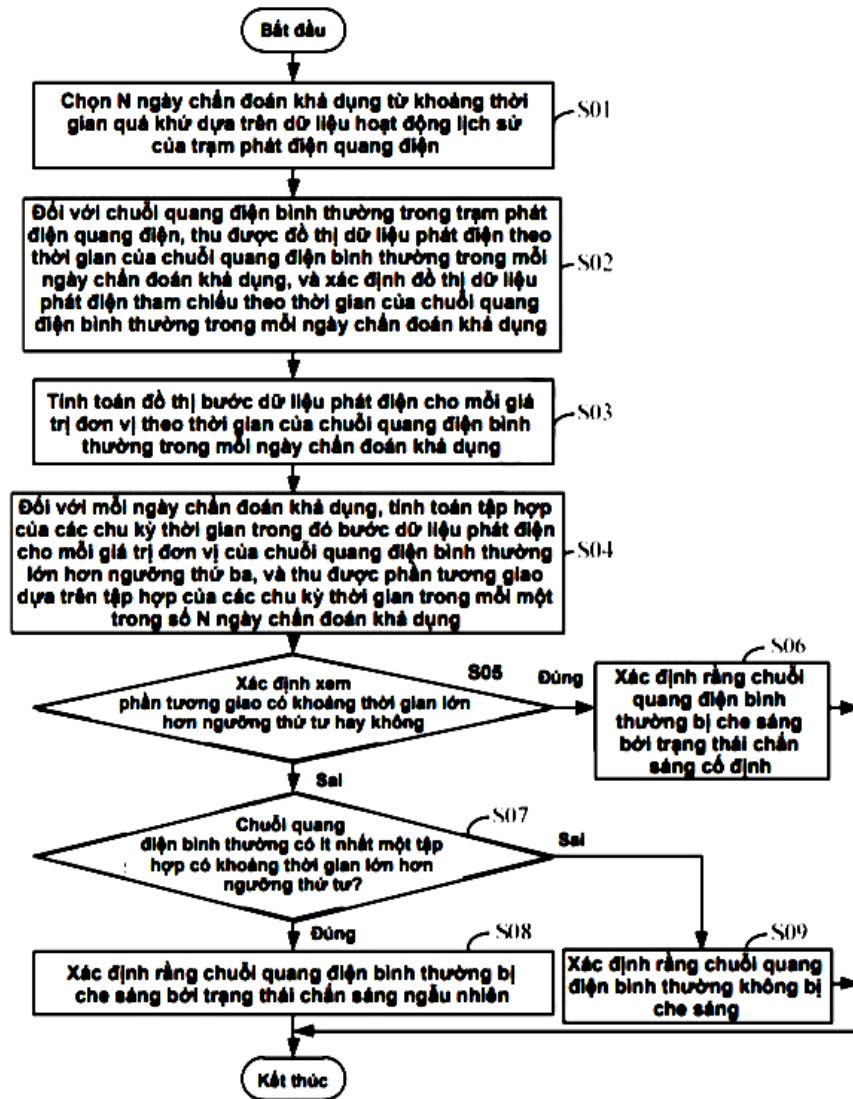 Bắt đầu
Chọn N ngày chẩn đoán khả dụng từ khoảng thời
gian quá khứ dựa trên dữ liệu hoạt động lịch sử
của trạm phát điện quang điện
S01
Đối với chuỗi quang điện bình thường trong trạm phát
điện quang điện, thu được đồ thị dữ liệu phát điện theo
thời gian của chuỗi quang điện bình thường trong mỗi
ngày chẩn đoán khả dụng, và xác định đồ thị dữ liệu
phát điện tham chiếu theo thời gian của chuỗi quang
điện bình thường trong mỗi ngày chẩn đoán khả dụng
S02
Tính toán đồ thị bước dữ liệu phát điện cho mỗi giá
trị đơn vị theo thời gian của chuỗi quang điện bình
thường trong mỗi ngày chẩn đoán khả dụng
S03
Đối với mỗi ngày chẩn đoán khả dụng, tính toán tập hợp
của các chu kỳ thời gian trong đó bước dữ liệu phát điện
cho mỗi giá trị đơn vị của chuỗi quang điện bình thường
lớn hơn ngưỡng thứ ba, và thu được phần tương giao
dựa trên tập hợp của các chu kỳ thời gian trong mỗi một
trong số N ngày chẩn đoán khả dụng
S04
S05
Xác định xem
phần tương giao có khoảng thời gian lớn
hơn ngưỡng thứ tư hay không
Đúng
S06
Xác định rằng chuỗi
quang điện bình
thường bị che sáng
bởi trạng thái chắn
sáng cố định
Sai
Chuỗi quang
điện bình thường có ít nhất một tập
hợp có khoảng thời gian lớn hơn
ngưỡng thứ tư?
S07
Sai
Đúng
S08
Xác định rằng chuỗi quang điện bình thường bị
che sáng bởi trạng thái chắn sáng ngẫu nhiên
S09
Xác định rằng chuỗi quang
điện bình thường không bị
che sáng
Kết thúc